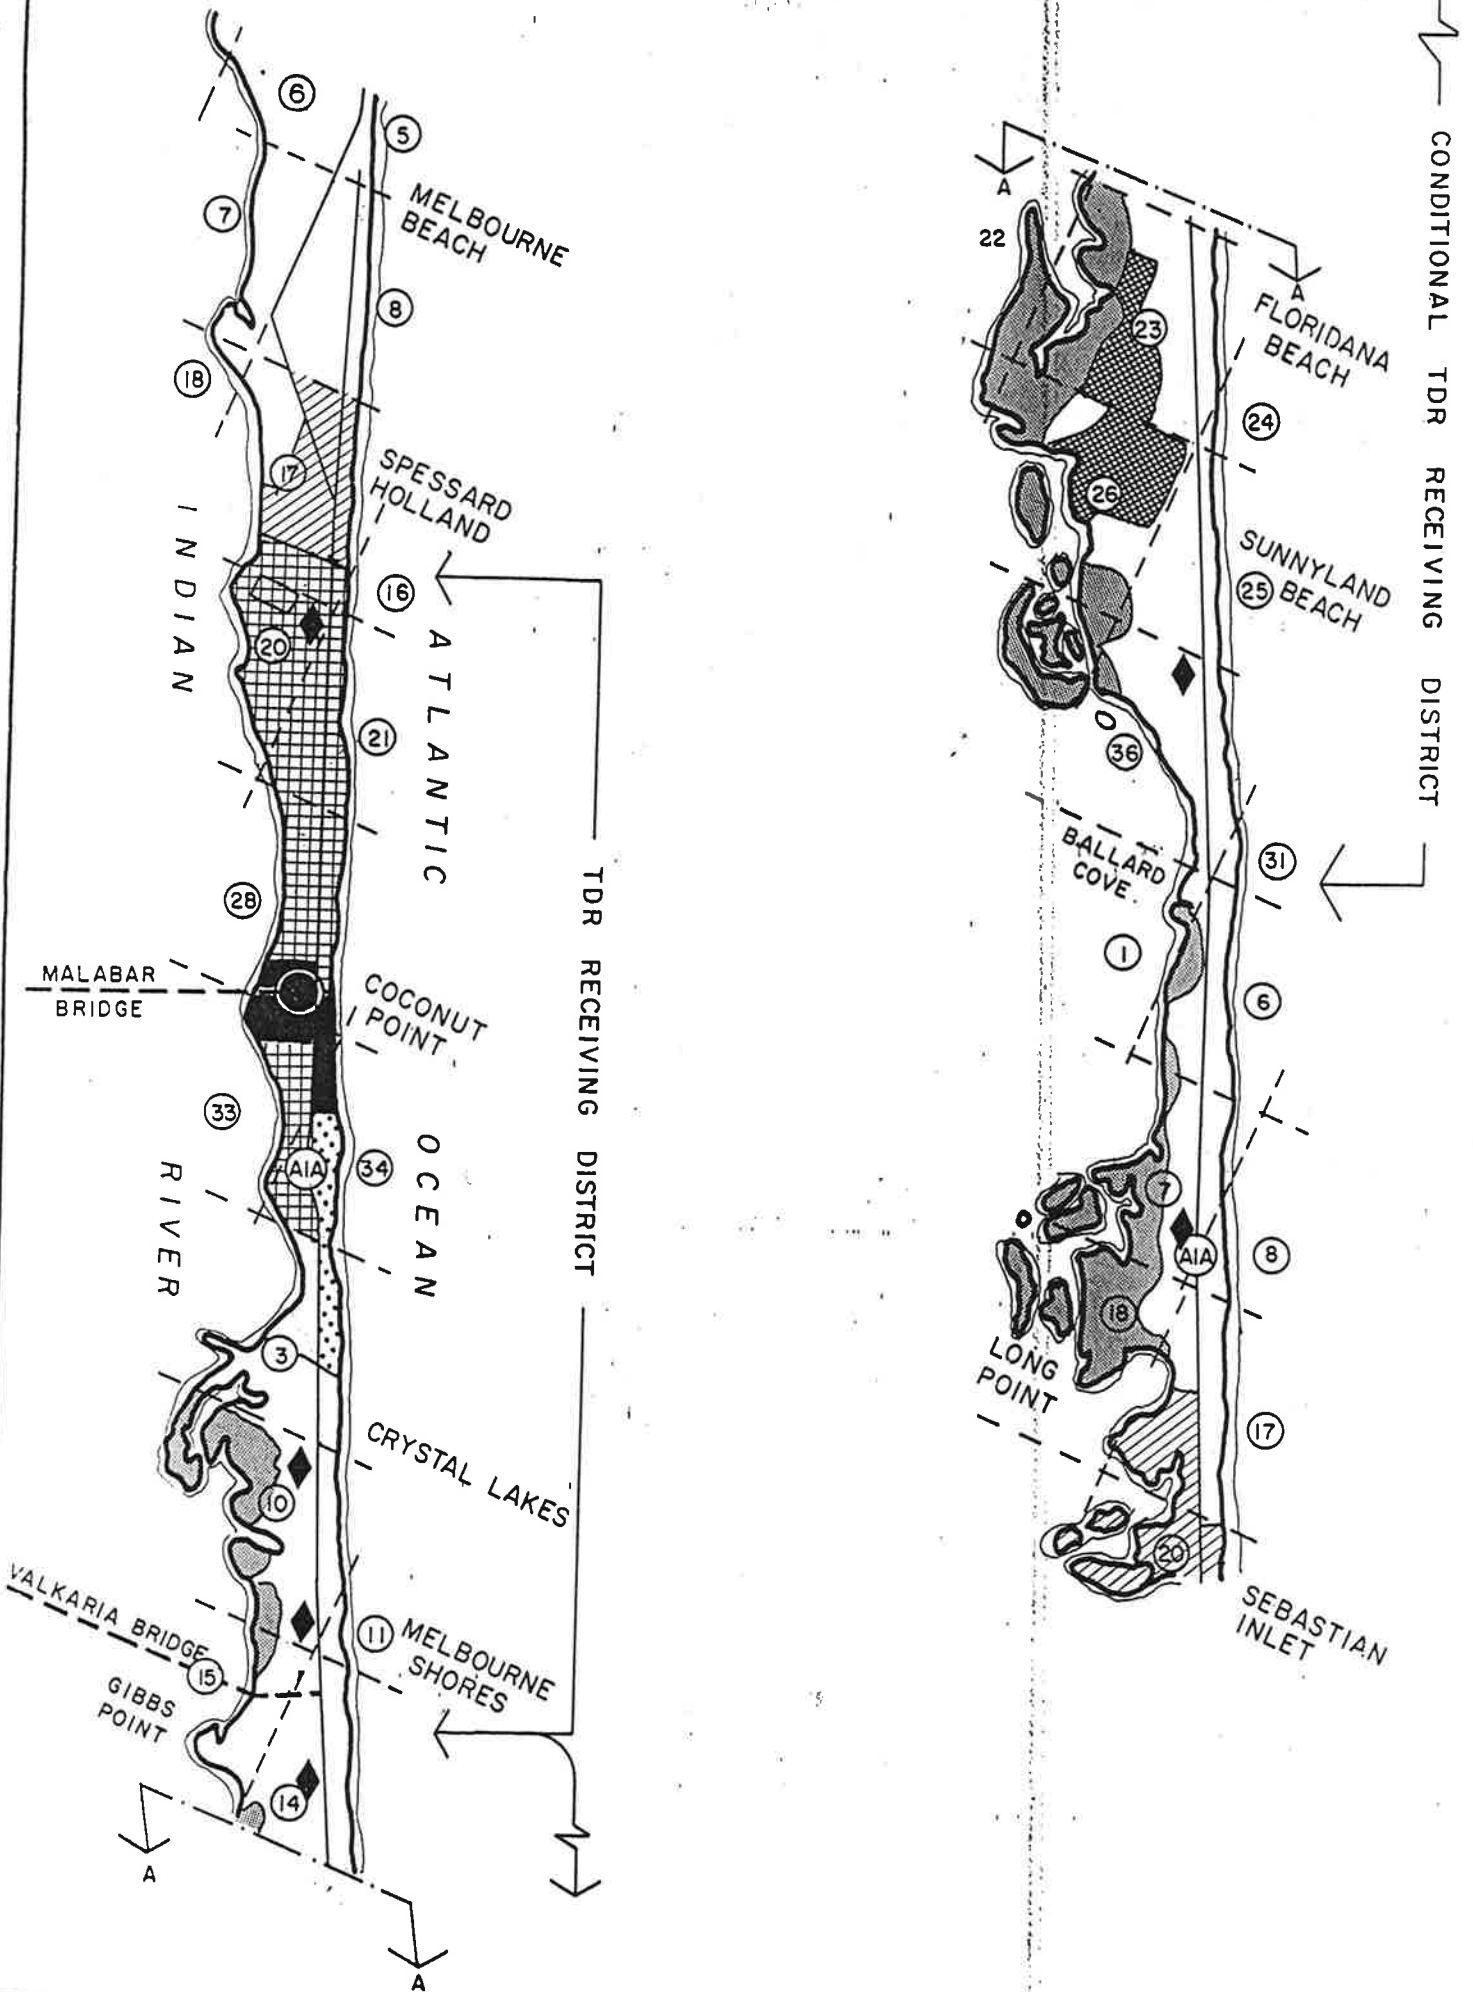 6
5
MELBOURNE
BEACH
7
8
18
17
SPESSARD
HOLLAND
INDIAN
16
ATLANTIC
20
21
28
MALABAR
BRIDGE
COCONUT
POINT
TDR RECEIVING DISTRICT
33
A1A
34
OCEAN
RIVER
3
CRYSTAL LAKES
10
VALKARIA BRIDGE
11
MELBOURNE
SHORES
15
GIBBS
POINT
14
A
A
CONDITIONAL TDR RECEIVING DISTRICT
A
22
A
FLORIDANA
BEACH
23
24
26
SUNNYLAND
BEACH
25
36
BALLARD
COVE
31
1
6
7
A1A
8
18
LONG
POINT
17
20
SEBASTIAN
INLET